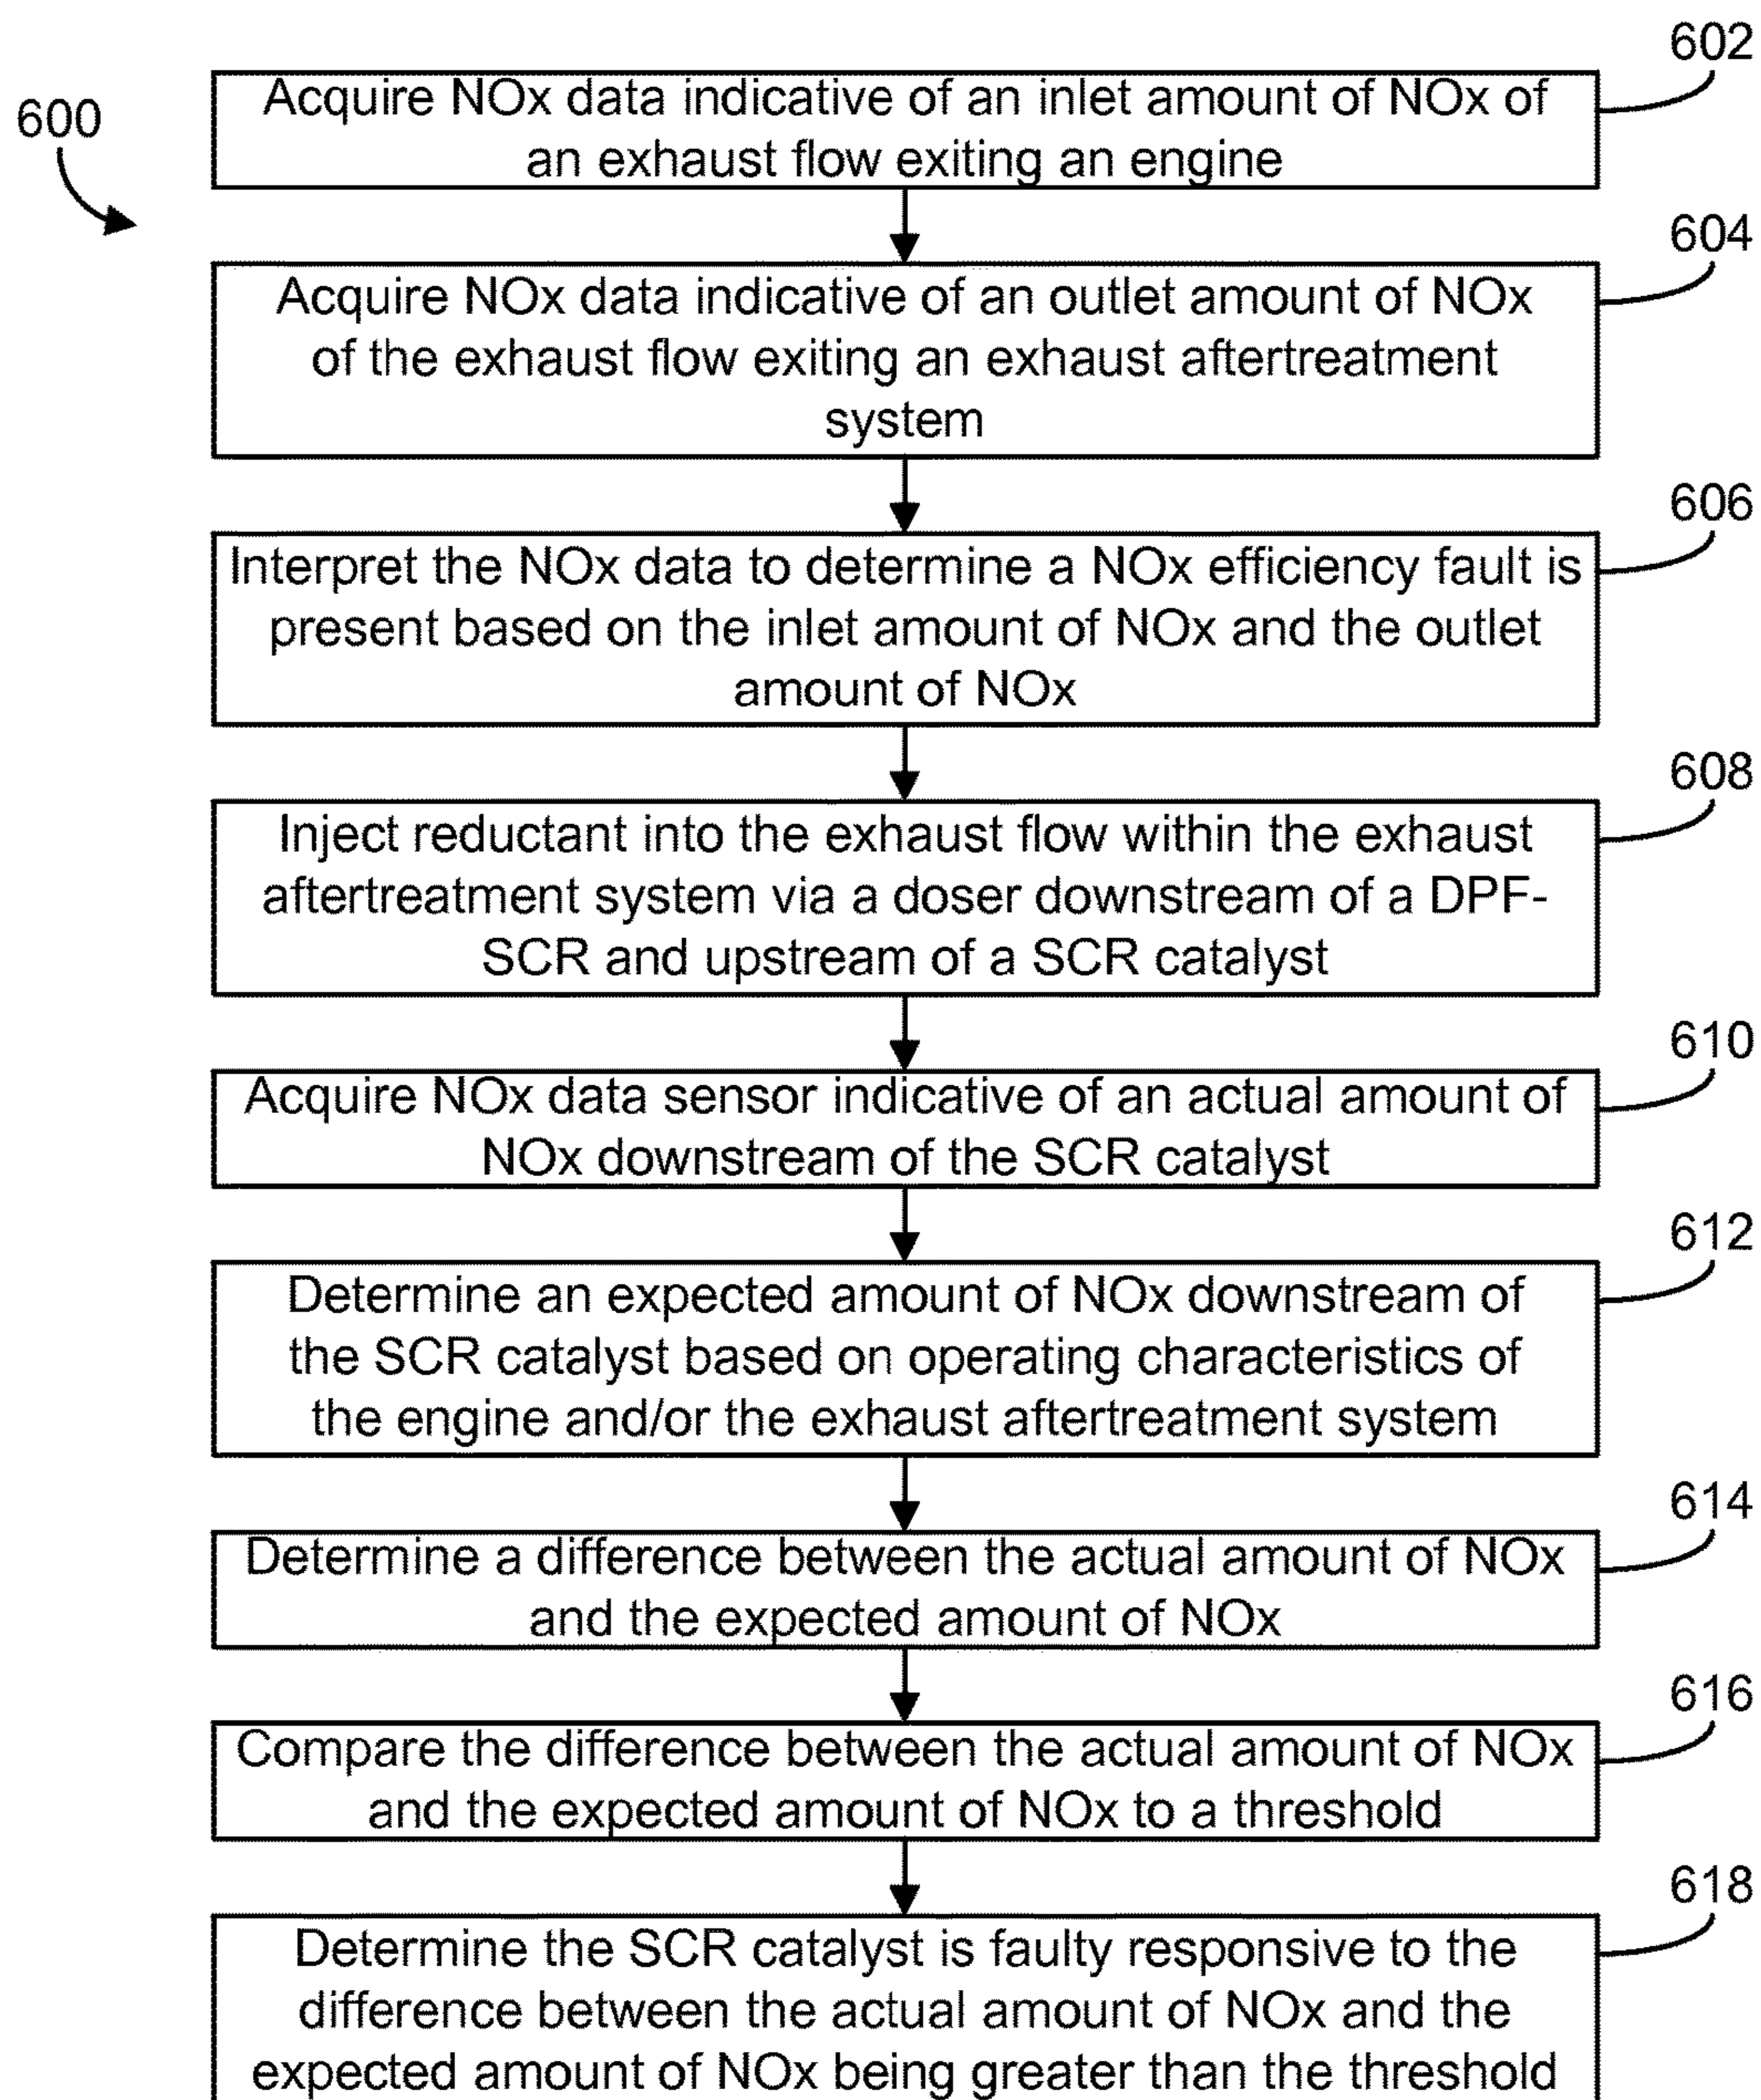 602
600
Acquire NOx data indicative of an inlet amount of NOx of
an exhaust flow exiting an engine
604
Acquire NOx data indicative of an outlet amount of NOx
of the exhaust flow exiting an exhaust aftertreatment
system
606
Interpret the NOx data to determine a NOx efficiency fault is
present based on the inlet amount of NOx and the outlet
amount of NOx
608
Inject reductant into the exhaust flow within the exhaust
aftertreatment system via a doser downstream of a DPF-
SCR and upstream of a SCR catalyst
610
Acquire NOx data sensor indicative of an actual amount of
NOx downstream of the SCR catalyst
612
Determine an expected amount of NOx downstream of
the SCR catalyst based on operating characteristics of
the engine and/or the exhaust aftertreatment system
614
Determine a difference between the actual amount of NOx
and the expected amount of NOx
616
Compare the difference between the actual amount of NOx
and the expected amount of NOx to a threshold
618
Determine the SCR catalyst is faulty responsive to the
difference between the actual amount of NOx and the
expected amount of NOx being greater than the threshold